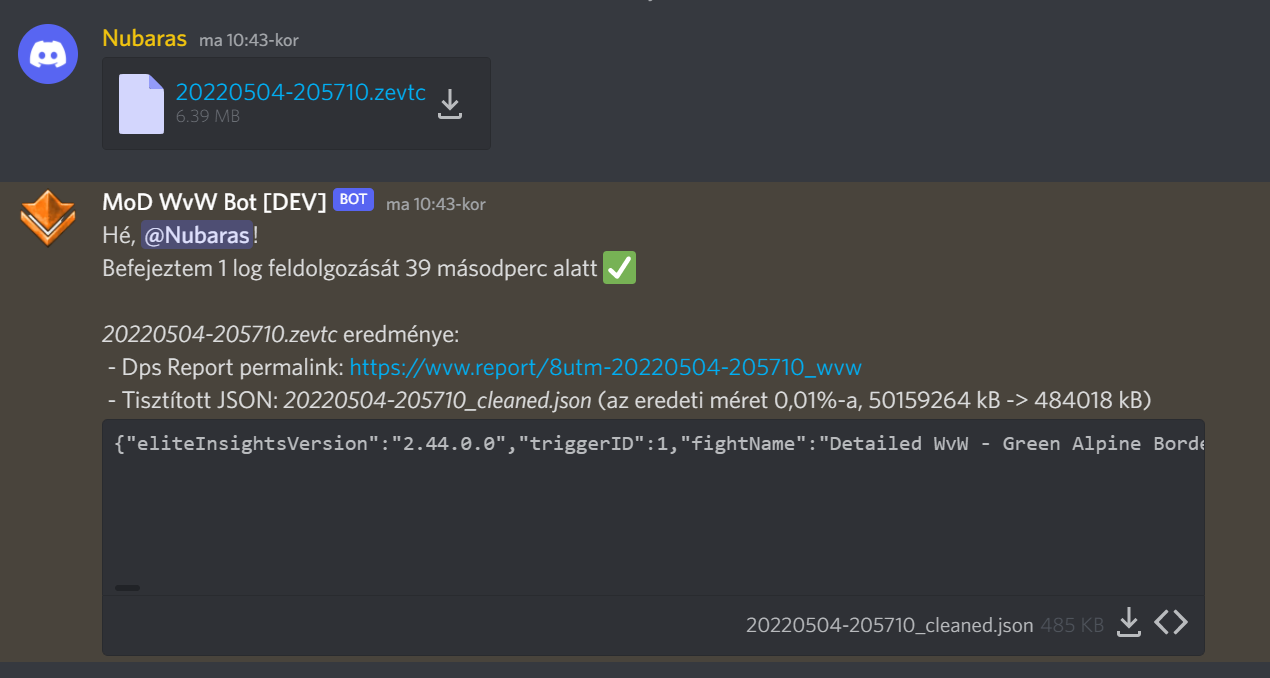 Nubaras ma 10:43-kor
20220504-205710.zevtc
6.39 MB
MoD WvW Bot [DEV] BOT ma 10:43-kor
Hé, @Nubaras!
Befejeztem 1 log feldolgozását 39 másodperc alatt ✅
20220504-205710.zevtc eredménye:
- Dps Report permalink: https://wvw.report/8utm-20220504-205710_wvw
- Tisztított JSON: 20220504-205710_cleaned.json (az eredeti méret 0,01%-a, 50159264 kB -> 484018 kB)
{"eliteInsightsVersion":"2.44.0.0","triggerID":1,"fightName":"Detailed WvW - Green Alpine Borde
20220504-205710_cleaned.json 485 KB